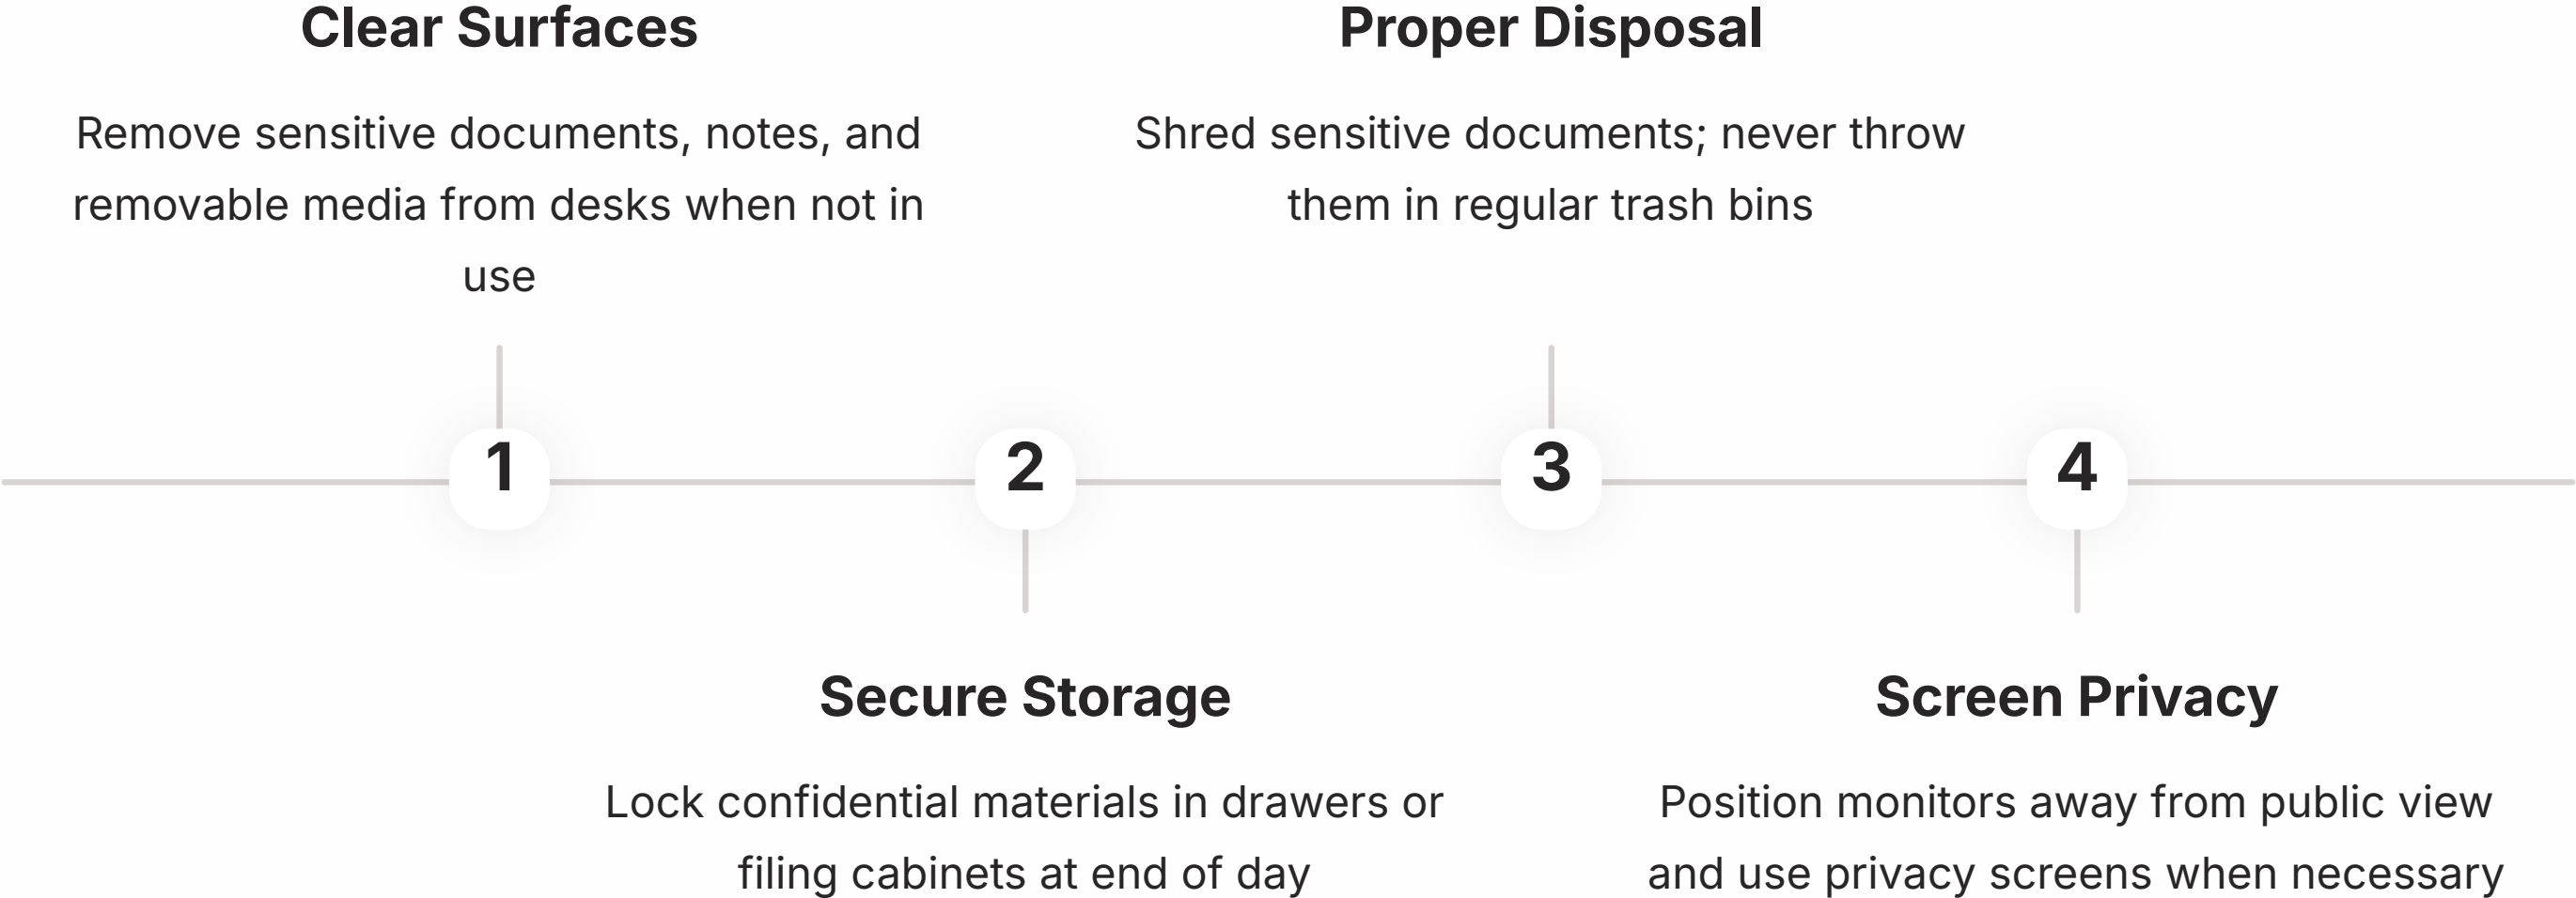 Clear Surfaces
Remove sensitive documents, notes, and
removable media from desks when not in
use
Proper Disposal
Shred sensitive documents; never throw
them in regular trash bins
1
2
3
4
Secure Storage
Lock confidential materials in drawers or
filing cabinets at end of day
Screen Privacy
Position monitors away from public view
and use privacy screens when necessary